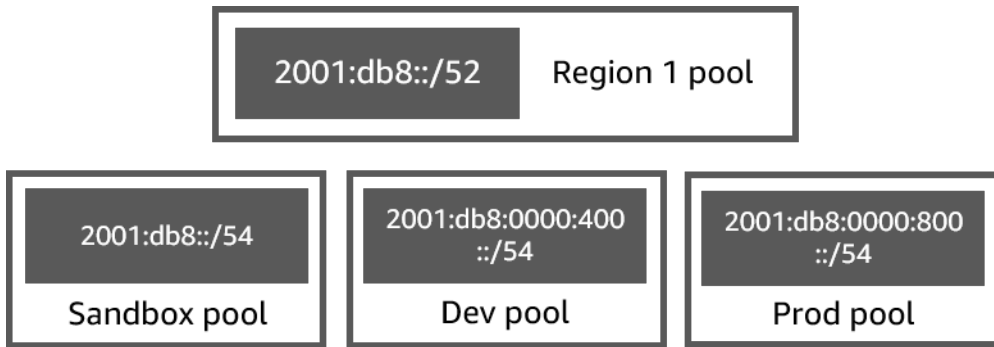 2001:db8::/52
Region 1 pool
2001:db8::/54
Sandbox pool
2001:db8:0000:400
::/54
Dev pool
2001:db8:0000:800
::/54
Prod pool